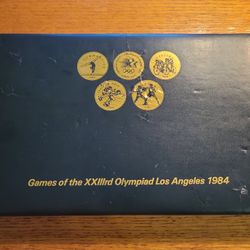 Games of the XXIIIrd Olympiad Los Angeles 1984